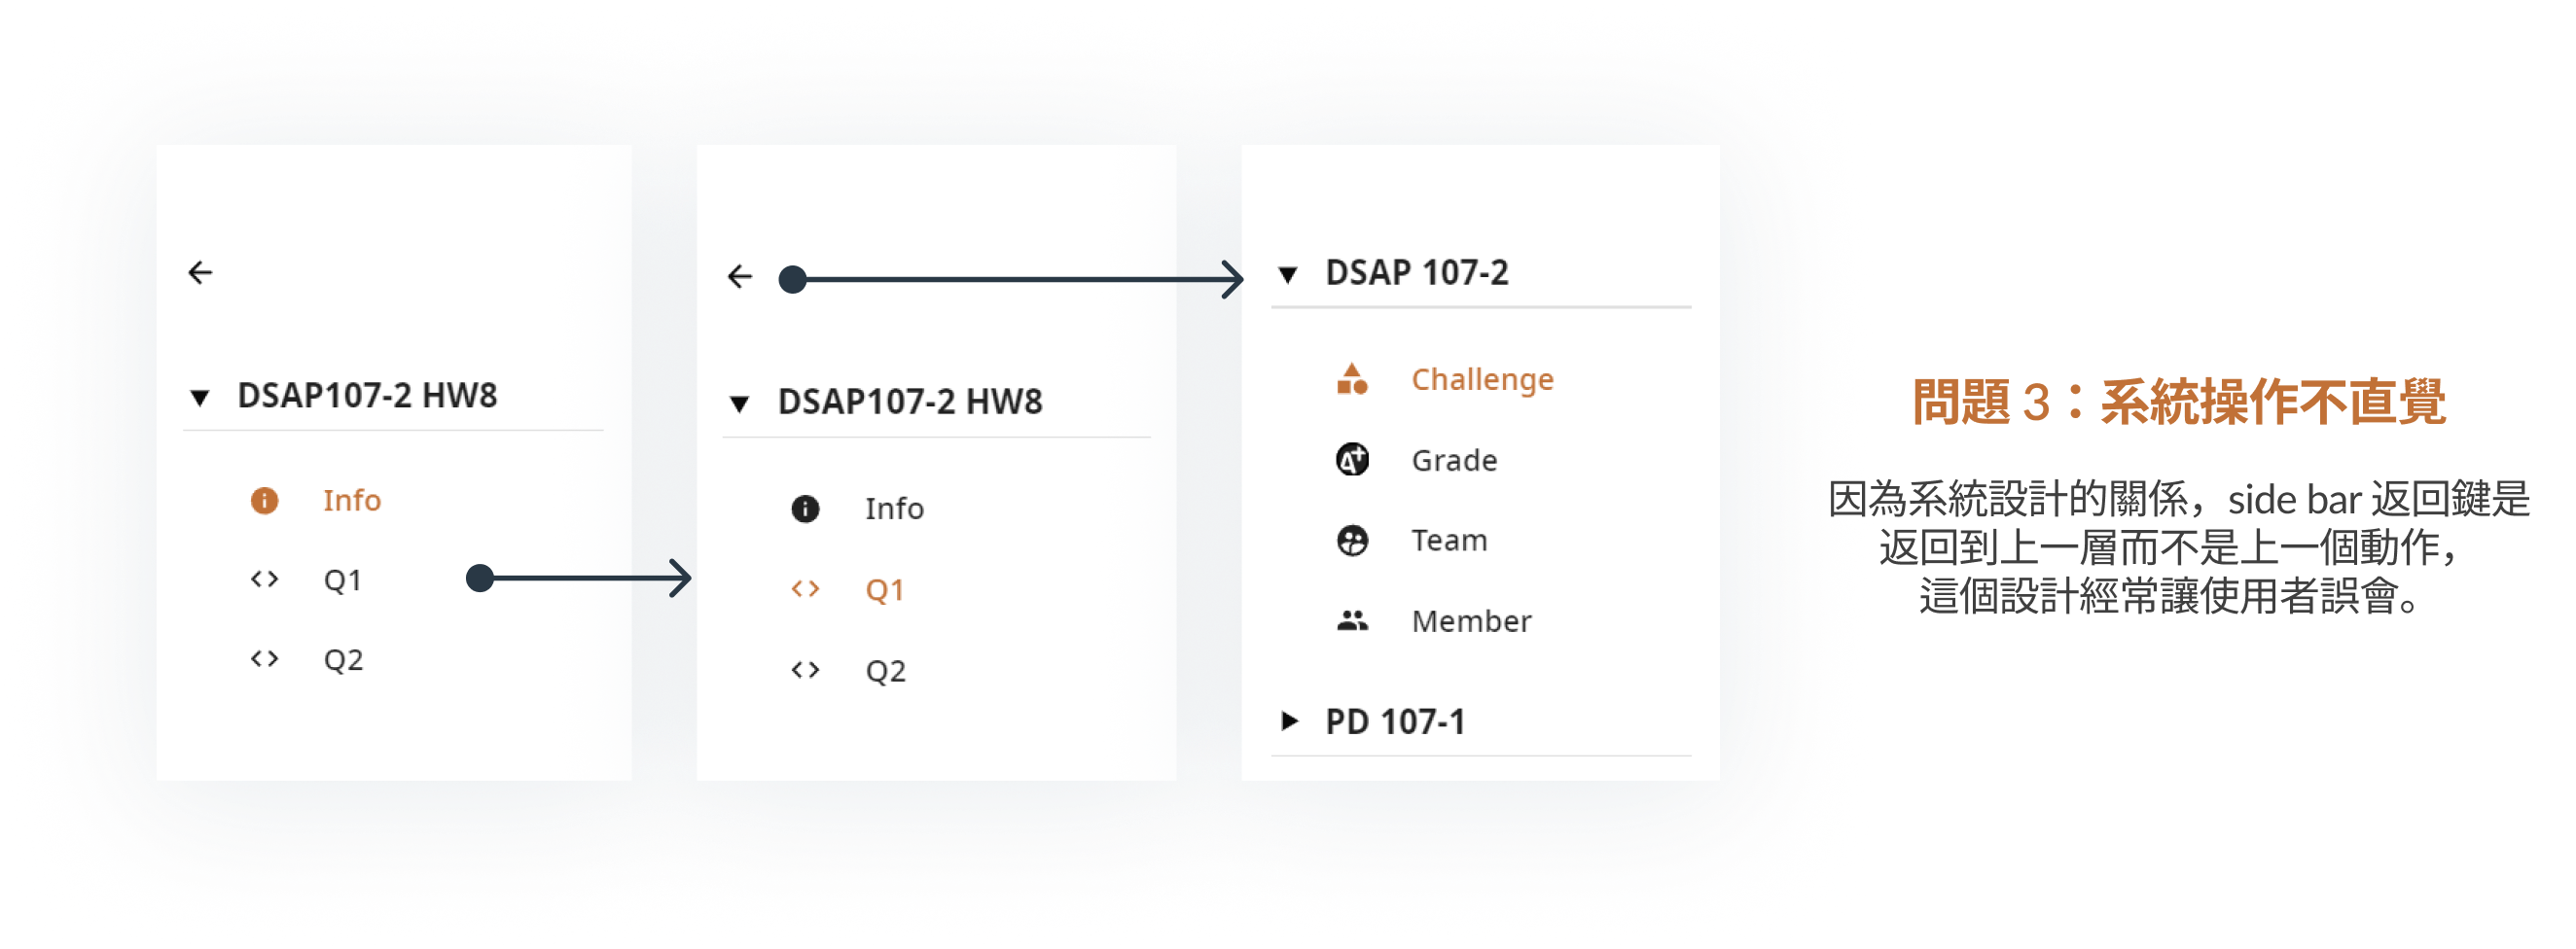 DSAP107-2 HW8
Info
Q1
Q2
DSAP107-2 HW8
Info
Q1
Q2
DSAP 107-2
Challenge
Grade
Team
Member
PD 107-1
問題 3：系統操作不直覺
因為系統設計的關係，side bar 返回鍵是
返回到上一層而不是上一個動作，
這個設計經常讓使用者誤會。